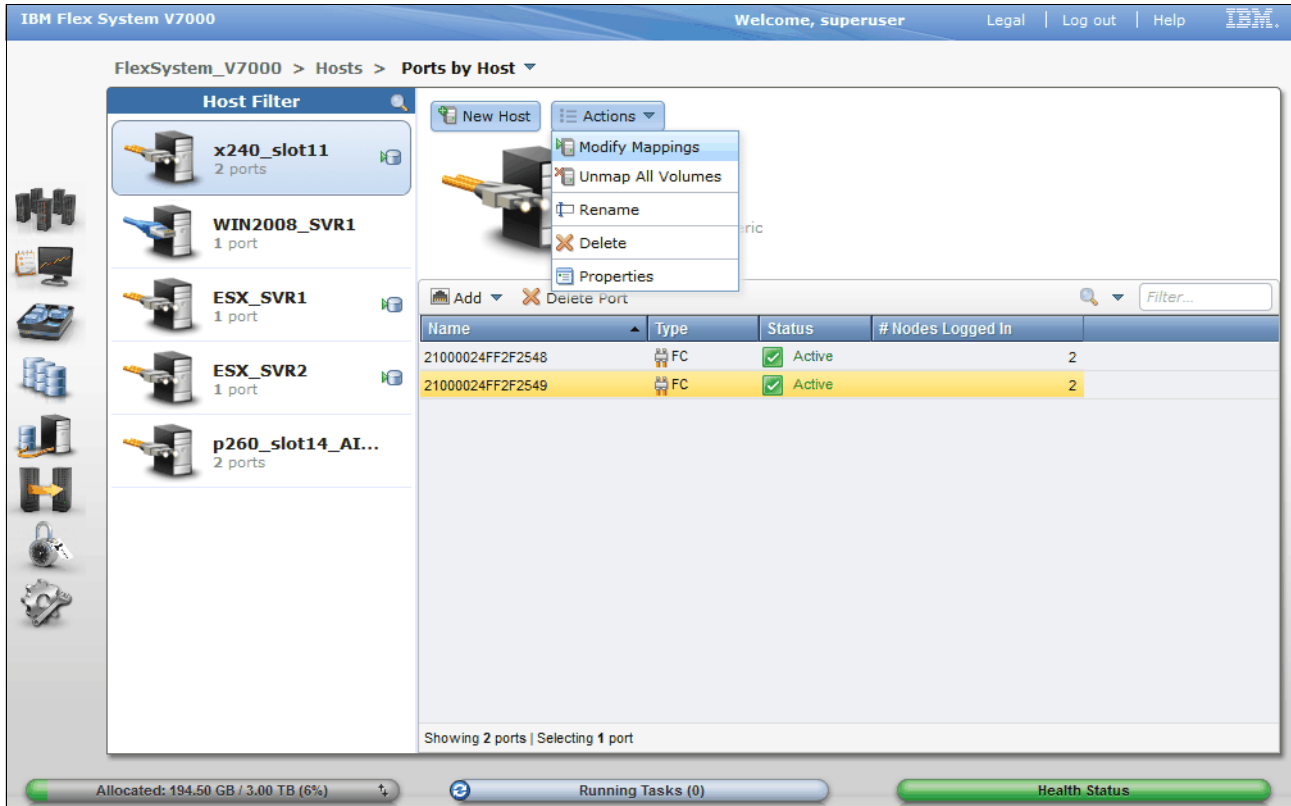 IBM Flex System V7000
Welcome, superuser
Legal | Log out | Help
IBM.
FlexSystem_V7000 > Hosts > Ports by Host
Host Filter
x240_slot11
2 ports
WIN2008_SVR1
1 port
ESX_SVR1
1 port
ESX_SVR2
1 port
p260_slot14_AI...
2 ports
New Host
Actions
Modify Mappings
Unmap All Volumes
Rename
Delete
Properties
eric
Add
Delete Port
Filter...
Name Type Status # Nodes Logged In
21000024FF2F2548 FC Active 2
21000024FF2F2549 FC Active 2
Showing 2 ports | Selecting 1 port
Allocated: 194.50 GB / 3.00 TB (6%)
Running Tasks (0)
Health Status